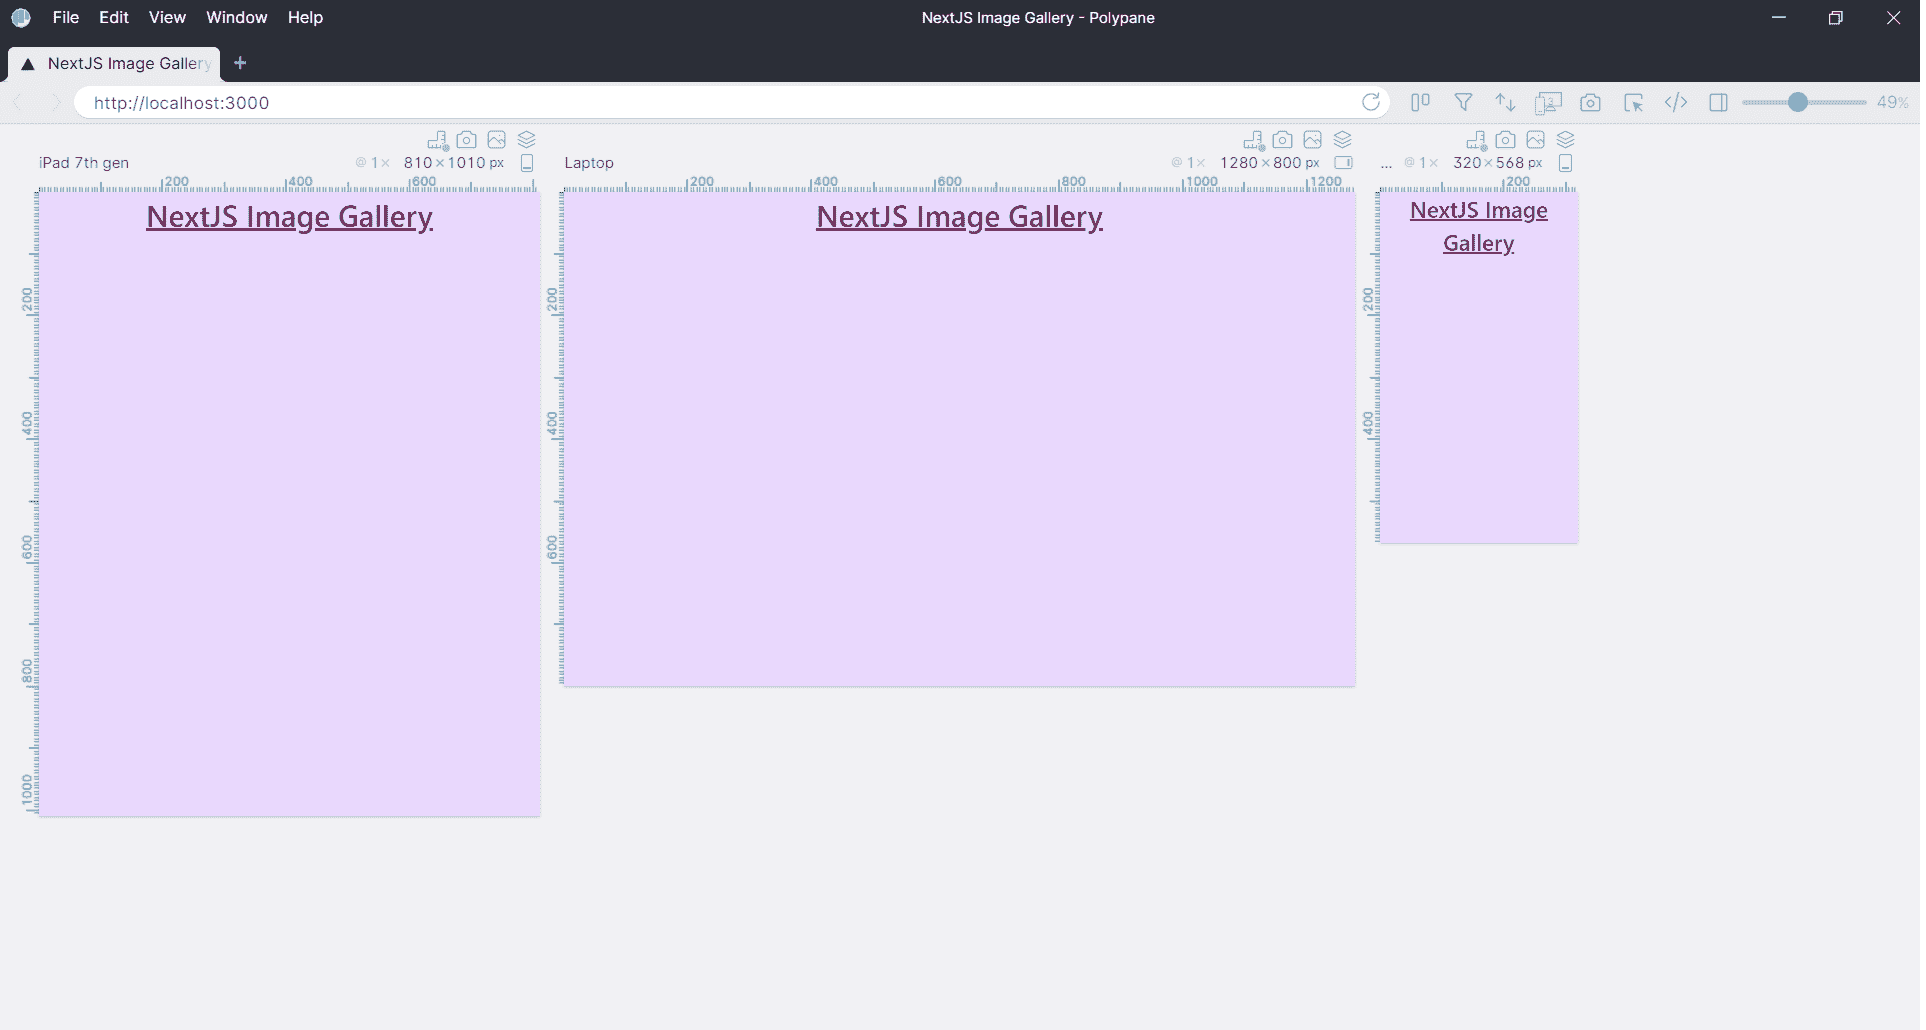 File Edit View Window Help
NextJS Image Gallery - Polypane
NextJS Image Gallery
http://localhost:3000
49%
iPad 7th gen @ 1× 810×1010 px
Laptop @ 1× 1280×800 px
... @ 1× 320×568 px
200 400 600
200 400 600 800 1000 1200
200
NextJS Image Gallery
NextJS Image Gallery
NextJS Image
Gallery
200
400
600
800
1000
200
400
600
200
400